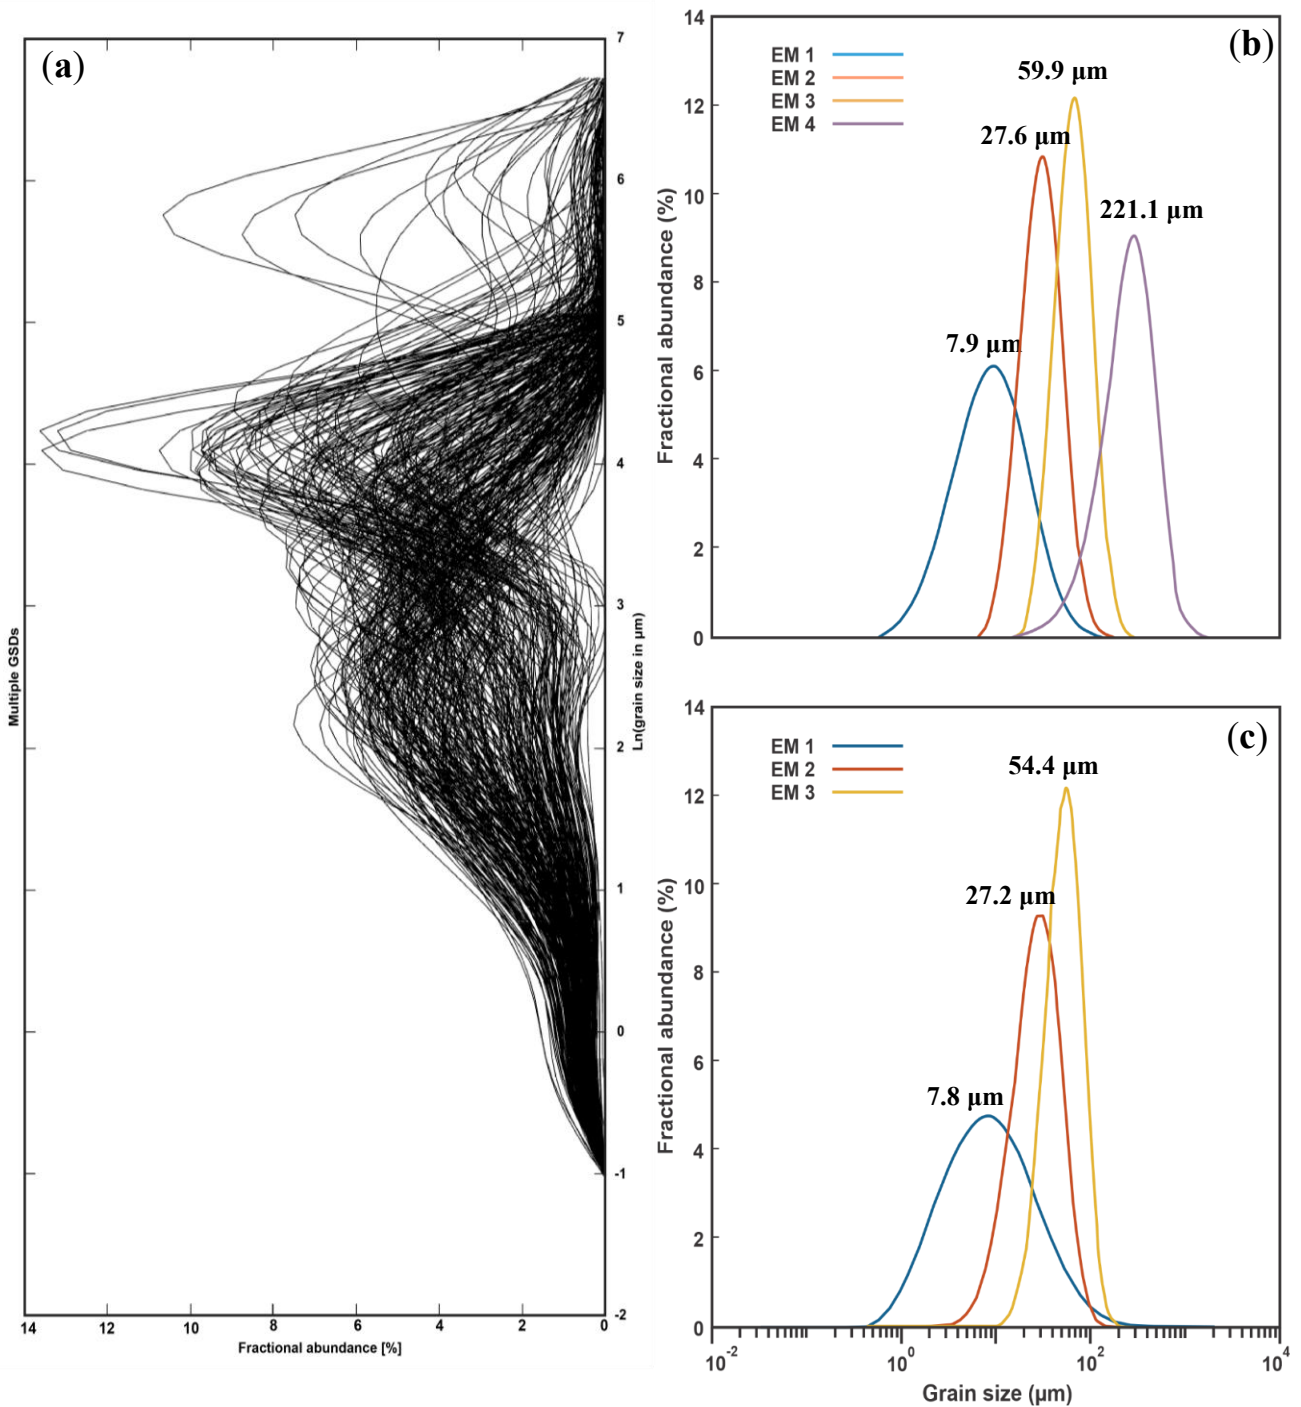 (a)
7
6
5
4
3
2
1
0
-1
-2
14
12
10
8
6
4
2
0
Multiple GSDs
Ln(grain size in μm)
Fractional abundance [%]
(b)
14
12
10
8
6
4
2
0
Fractional abundance (%)
EM 1
EM 2
EM 3
EM 4
59.9 μm
27.6 μm
221.1 μm
7.9 μm
(c)
14
12
10
8
6
4
2
0
Fractional abundance (%)
EM 1
EM 2
EM 3
54.4 μm
27.2 μm
7.8 μm
10-2
100
101
102
104
Grain size (μm)